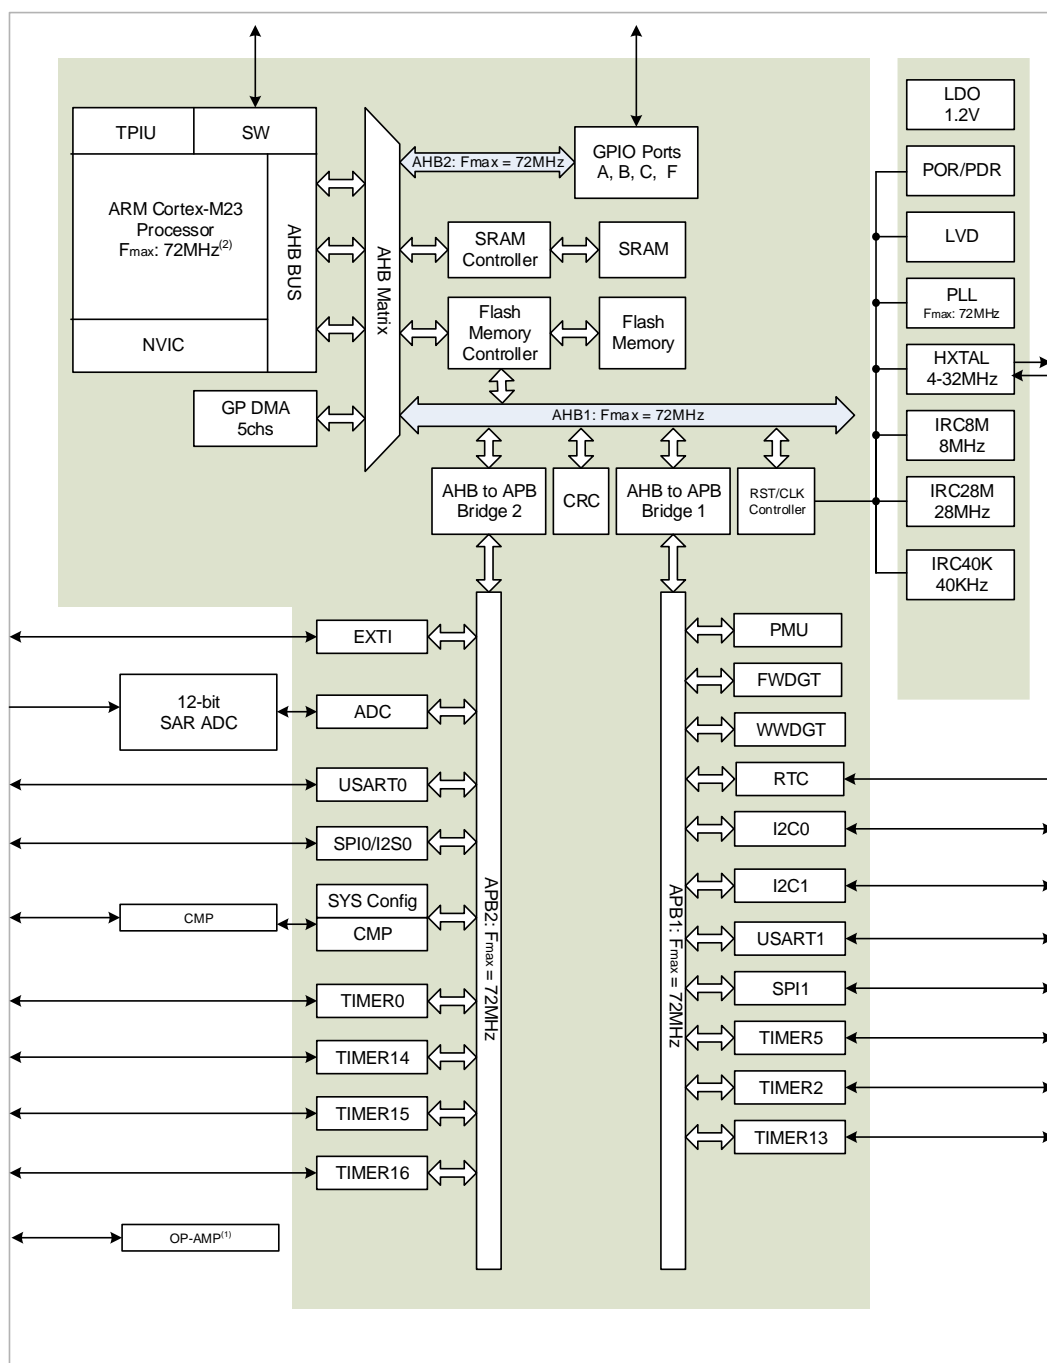 LDO
1.2V
TPIU
SW
GPIO Ports
A, B, C, F
AHB2: Fmax = 72MHz
POR/PDR
ARM Cortex-M23
Processor
Fmax: 72MHz(2)
AHB BUS
AHB Matrix
SRAM
Controller
SRAM
LVD
PLL
Fmax: 72MHz
NVIC
Flash
Memory
Controller
Flash
Memory
HXTAL
4-32MHz
GP DMA
5chs
AHB1: Fmax = 72MHz
IRC8M
8MHz
AHB to APB
Bridge 2
CRC
AHB to APB
Bridge 1
RST/CLK
Controller
IRC28M
28MHz
IRC40K
40KHz
EXTI
PMU
12-bit
SAR ADC
ADC
FWDGT
WWDGT
USART0
RTC
SPI0/I2S0
I2C0
APB2: Fmax = 72MHz
APB1: Fmax = 72MHz
CMP
SYS Config
CMP
I2C1
USART1
TIMER0
SPI1
TIMER14
TIMER5
TIMER15
TIMER2
TIMER16
TIMER13
OP-AMP(1)